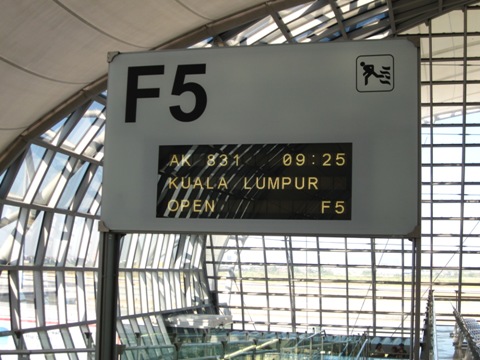 F5
AK 831 09:25
KUALA LUMPUR
OPEN F5